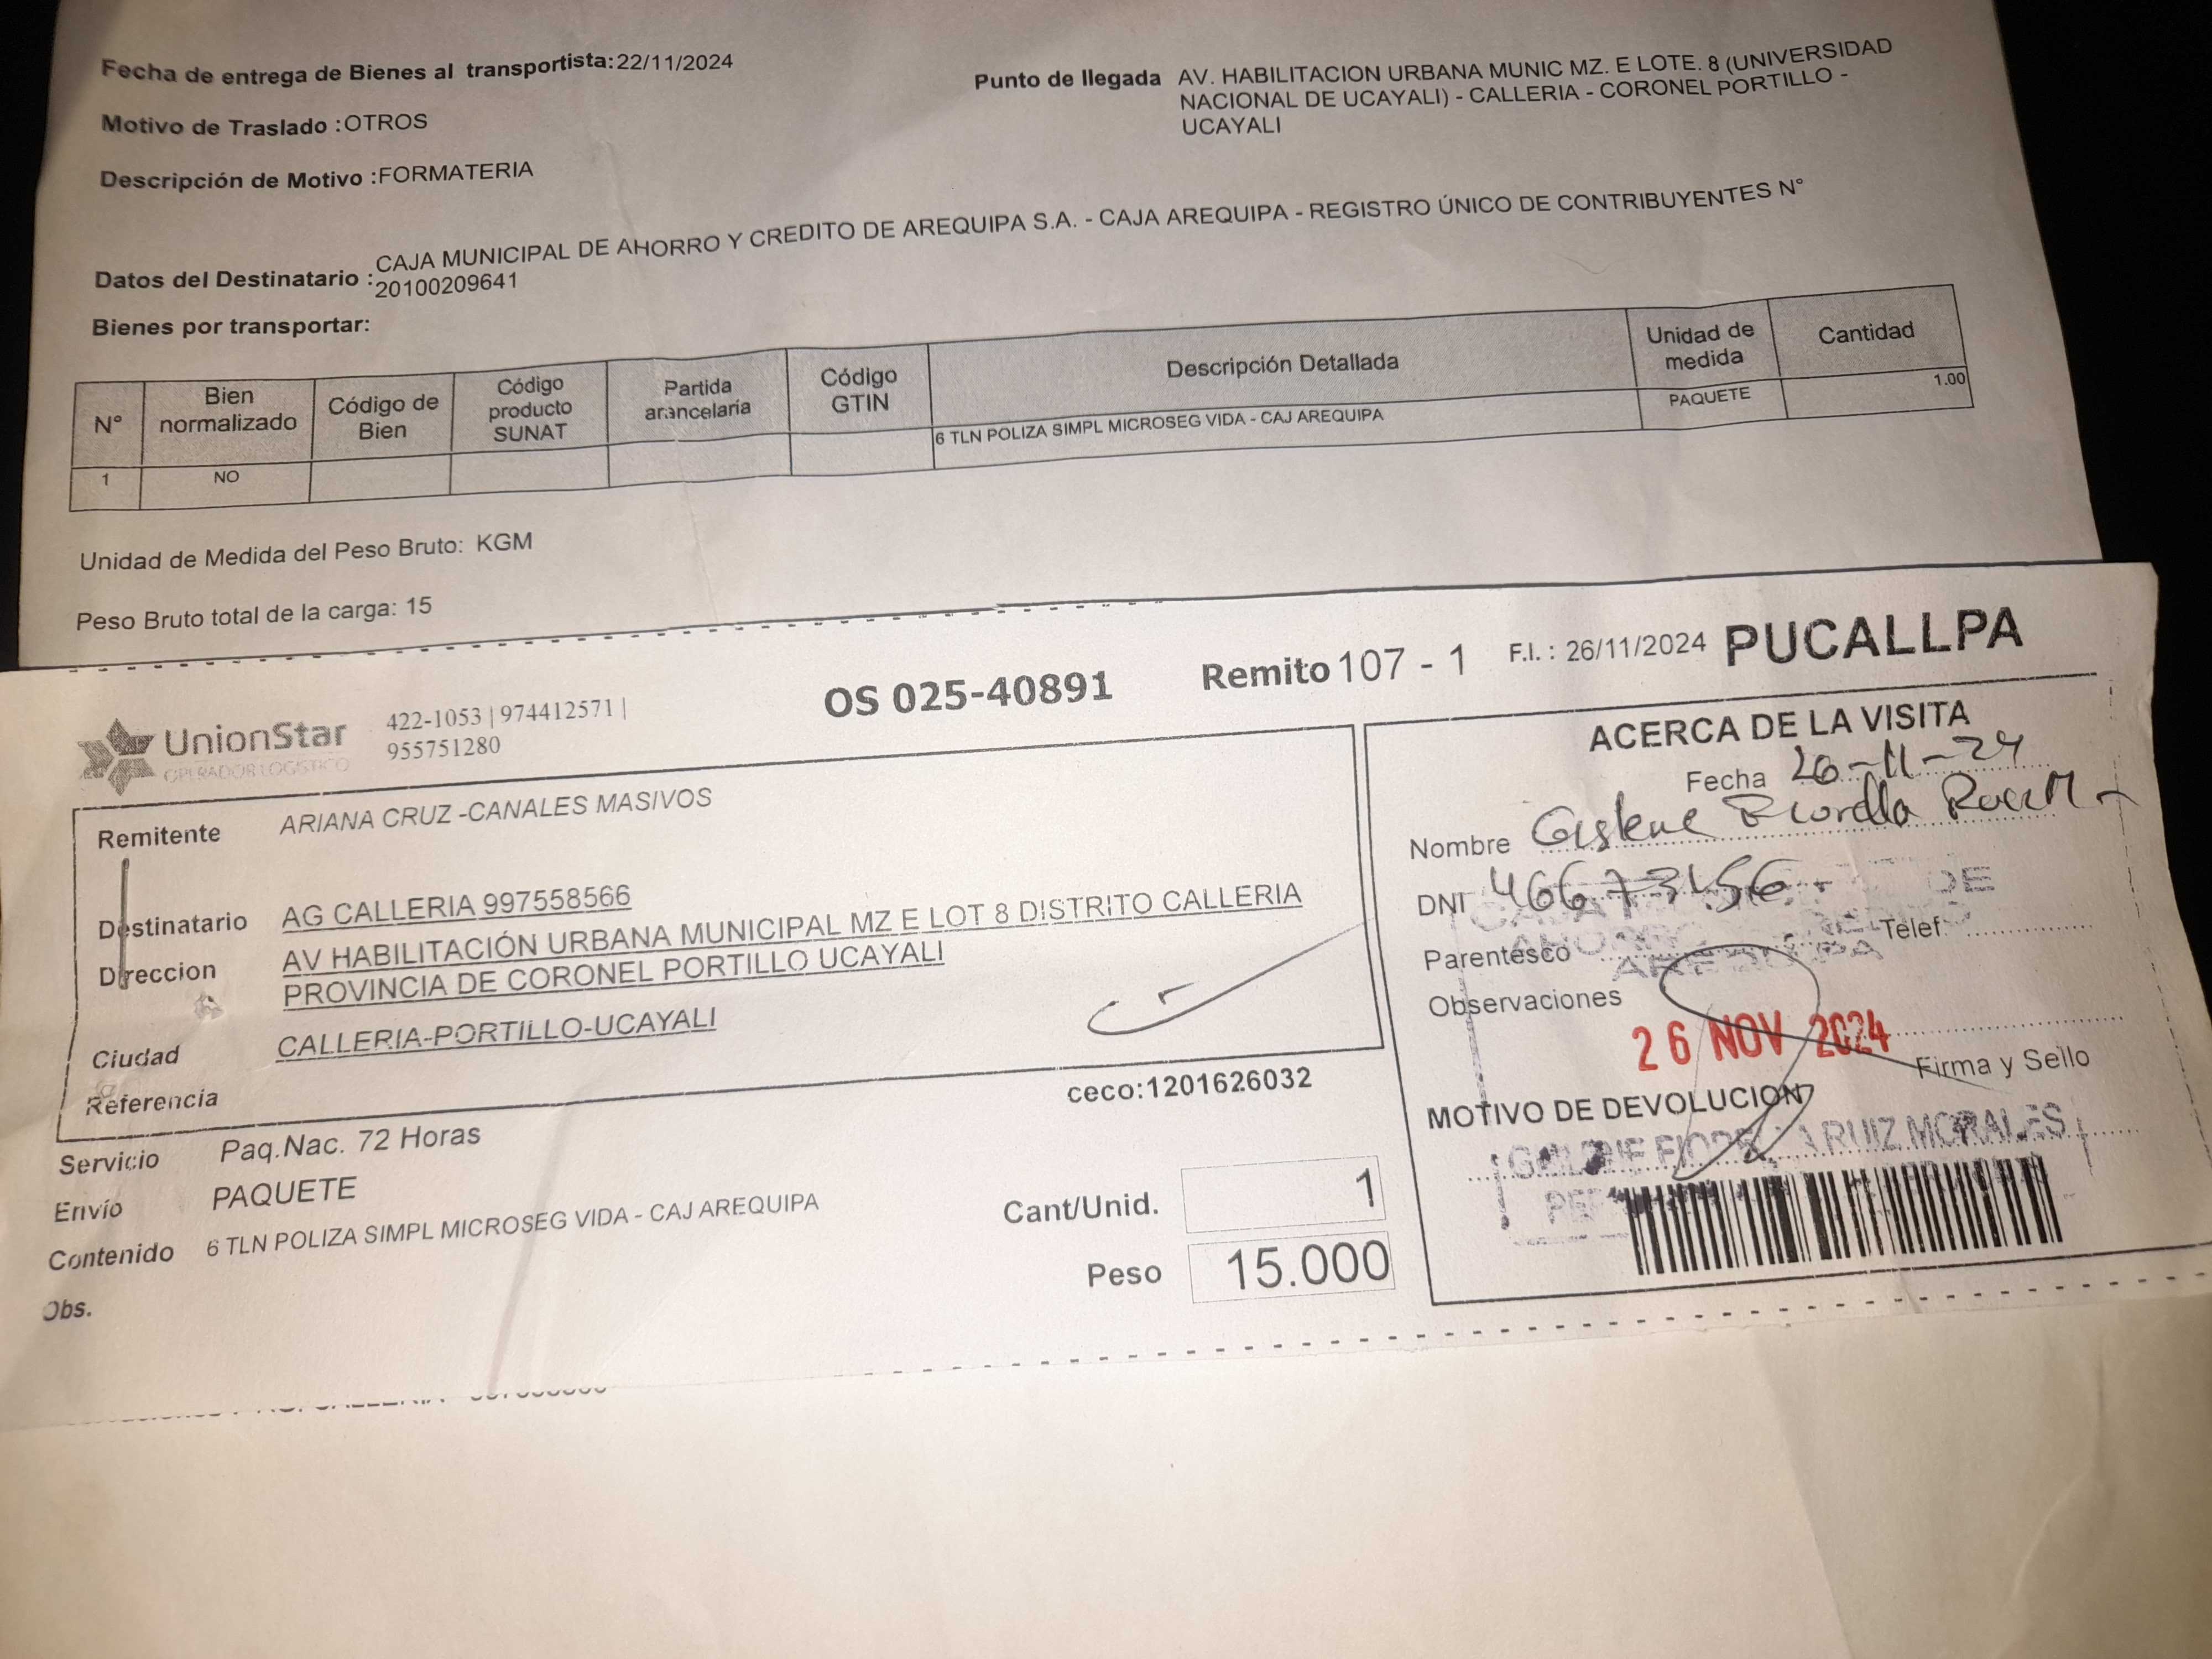 Fecha de entrega de Bienes al transportista:22/11/2024
Motivo de Traslado :OTROS
Descripción de Motivo :FORMATERIA
Punto de llegada AV. HABILITACION URBANA MUNIC MZ. E LOTE. 8 (UNIVERSIDAD
NACIONAL DE UCAYALI) - CALLERIA - CORONEL PORTILLO -
UCAYALI
Datos del Destinatario : CAJA MUNICIPAL DE AHORRO Y CREDITO DE AREQUIPA S.A. - CAJA AREQUIPA - REGISTRO ÚNICO DE CONTRIBUYENTES N°
20100209641
Bienes por transportar:
N° Bien normalizado Código de Bien Código producto SUNAT Partida arancelaria Código GTIN Descripción Detallada Unidad de medida Cantidad
1 NO 6 TLN POLIZA SIMPL MICROSEG VIDA - CAJ AREQUIPA PAQUETE 1.00
Unidad de Medida del Peso Bruto: KGM
Peso Bruto total de la carga: 15
UnionStar
OPERADOR LOGISTICO
422-1053 | 974412571 |
955751280
OS 025-40891
Remito 107 - 1
F.I. : 26/11/2024
PUCALLPA
Remitente ARIANA CRUZ -CANALES MASIVOS
Destinatario AG CALLERIA 997558566
Direccion AV HABILITACIÓN URBANA MUNICIPAL MZ E LOT 8 DISTRITO CALLERIA
PROVINCIA DE CORONEL PORTILLO UCAYALI
Ciudad CALLERIA-PORTILLO-UCAYALI
Referencia
ceco:1201626032
Servicio Paq.Nac. 72 Horas
Envío PAQUETE
Contenido 6 TLN POLIZA SIMPL MICROSEG VIDA - CAJ AREQUIPA
Obs.
Cant/Unid. 1
Peso 15.000
ACERCA DE LA VISITA
Fecha 26-11-24
Nombre
DNI 46673156
Parentesco
Telef
Observaciones
26 NOV 2024
Firma y Sello
MOTIVO DE DEVOLUCION
RUIZ MORALES